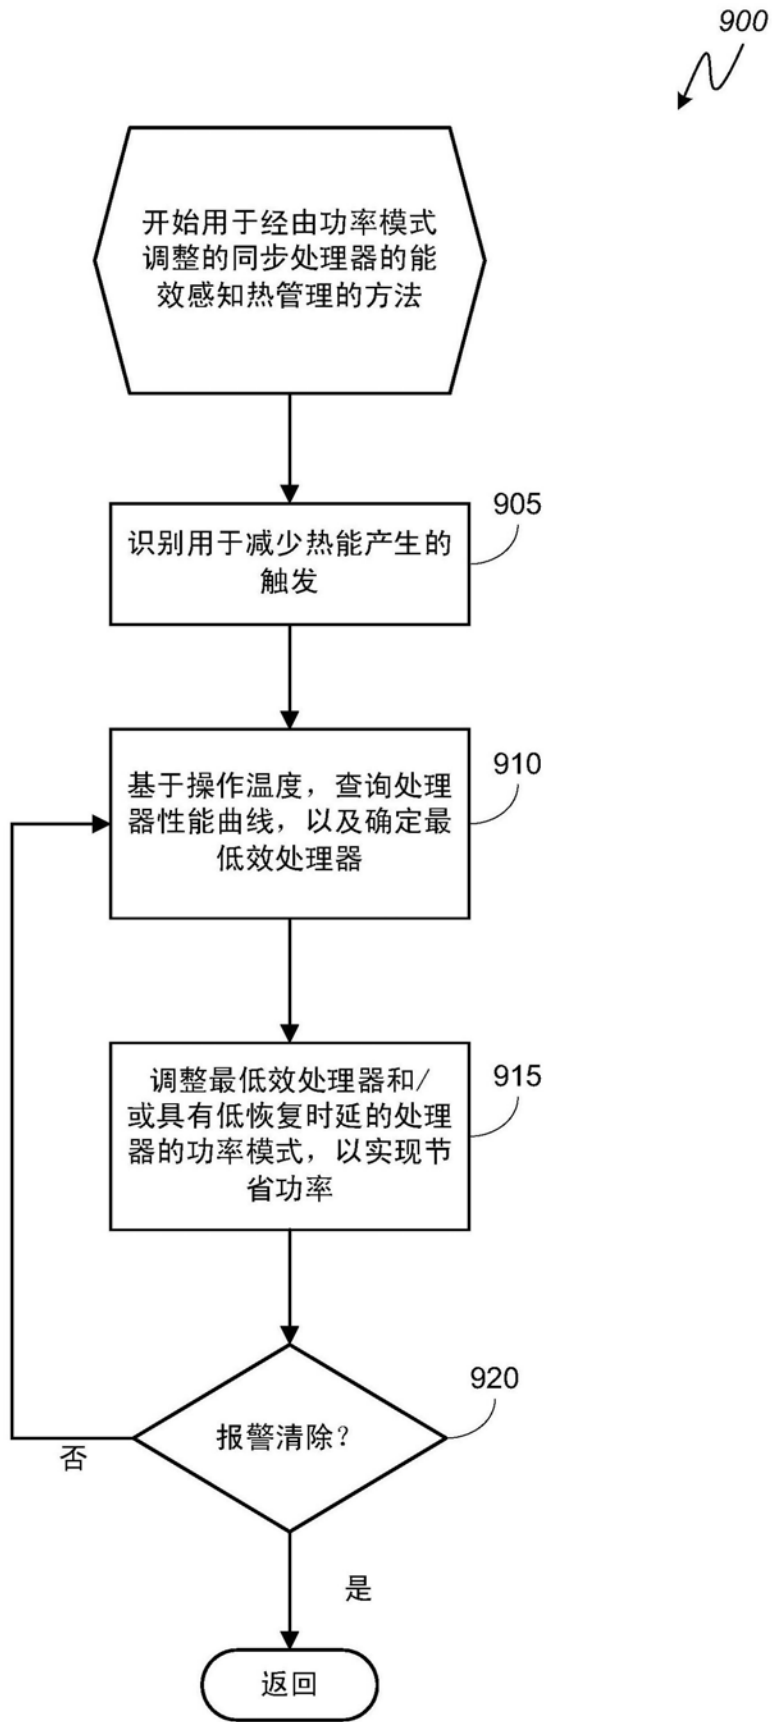 900
开始用于经由功率模式
调整的同步处理器的能
效感知热管理的方法
905
识别用于减少热能产生的
触发
910
基于操作温度，查询处理
器性能曲线，以及确定最
低效处理器
915
调整最低效处理器和/
或具有低恢复时延的处理
器的功率模式，以实现节
省功率
920
报警清除？
否
是
返回